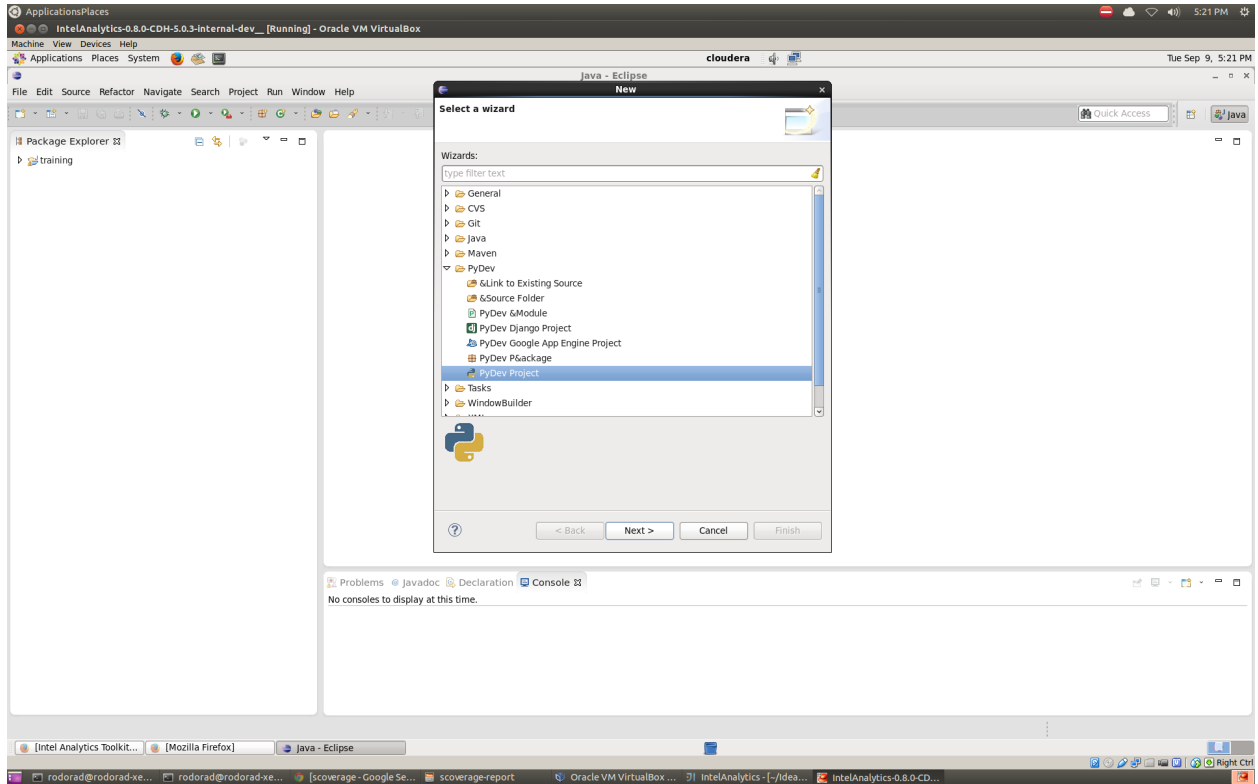 ApplicationsPlaces
5:21 PM
IntelAnalytics-0.8.0-CDH-5.0.3-internal-dev__ [Running] - Oracle VM VirtualBox
Machine View Devices Help
Applications Places System
cloudera
Tue Sep 9, 5:21 PM
Java - Eclipse
File Edit Source Refactor Navigate Search Project Run Window Help
Quick Access
Java
Package Explorer
training
New
Select a wizard
Wizards:
type filter text
General
CVS
Git
Java
Maven
PyDev
&Link to Existing Source
&Source Folder
PyDev &Module
PyDev Django Project
PyDev Google App Engine Project
PyDev P&ackage
PyDev Project
Tasks
WindowBuilder
< Back
Next >
Cancel
Finish
Problems Javadoc Declaration Console
No consoles to display at this time.
[Intel Analytics Toolkit...
[Mozilla Firefox]
Java - Eclipse
Right Ctrl
rodorad@rodorad-xe...
rodorad@rodorad-xe...
[scoverage - Google Se...
scoverage-report
Oracle VM VirtualBox ...
IntelAnalytics - [~/Idea...
IntelAnalytics-0.8.0-CD...